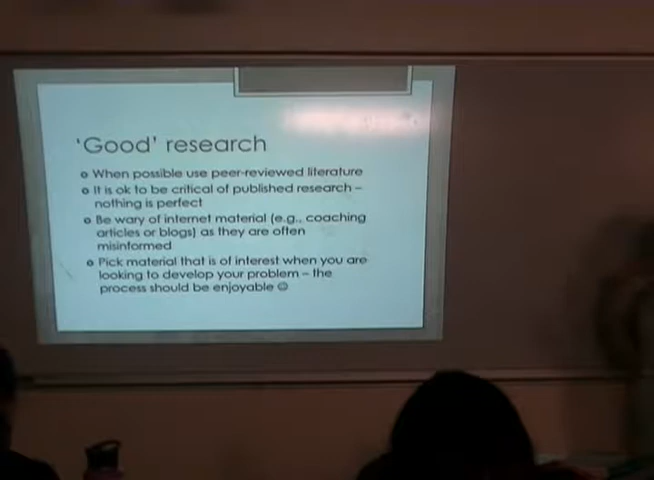 'Good' research
When possible use peer-reviewed literature
It is ok to be critical of published research –
nothing is perfect
Be wary of internet material (e.g., coaching
articles or blogs) as they are often
misinformed
Pick material that is of interest when you are
looking to develop your problem – the
process should be enjoyable ☺